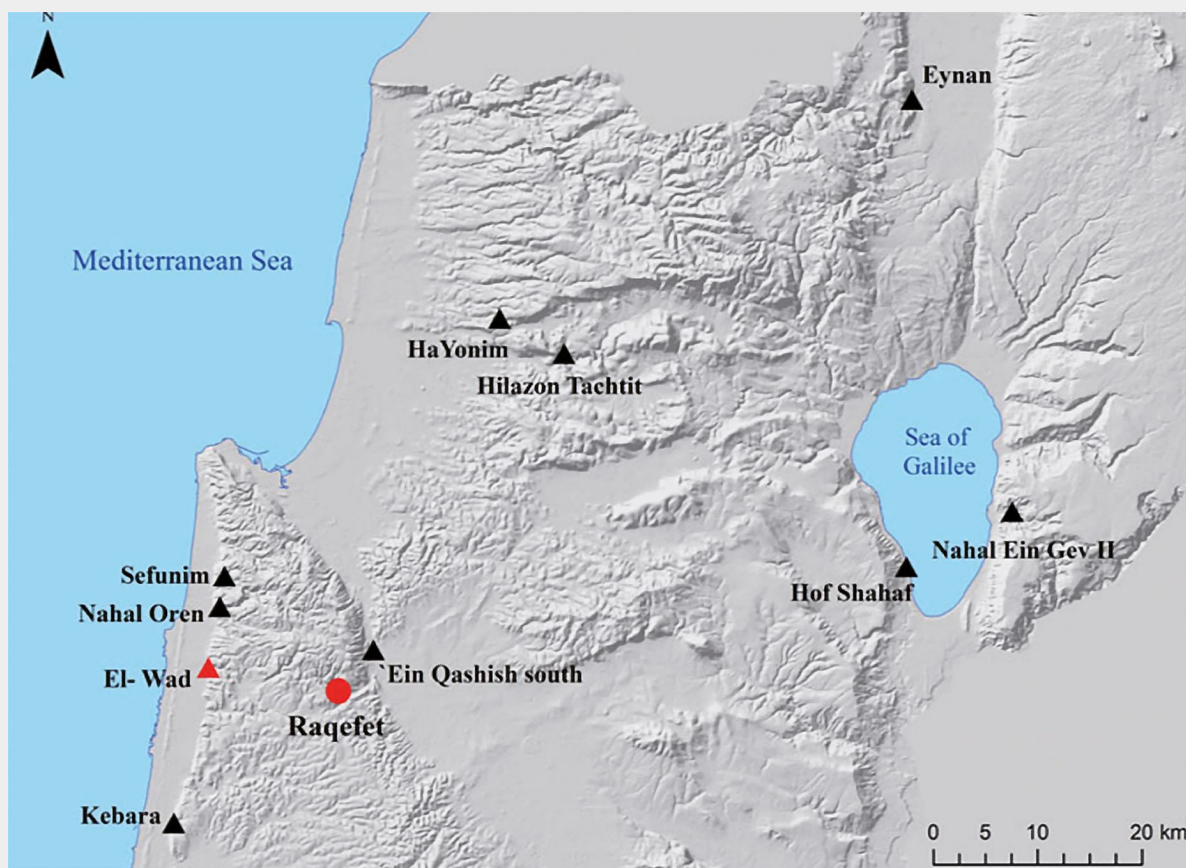 N
Eynan
Mediterranean Sea
HaYonim
Hilazon Tachtit
Sea of
Galilee
Nahal Ein Gev II
Hof Shahaf
Sefunim
Nahal Oren
El- Wad
`Ein Qashish south
Raqefet
Kebara
0 5 10 20 km